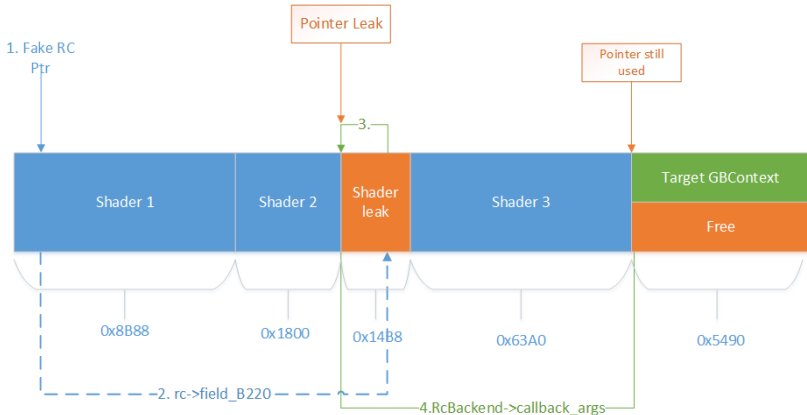 Pointer Leak
1. Fake RC
Ptr
Pointer still
used
3.
Shader 1
Shader 2
Shader
leak
Shader 3
Target GBContext
Free
0x8B88
0x1800
0x14B8
0x63A0
0x5490
2. rc->field_B220
4.RcBackend->callback_args